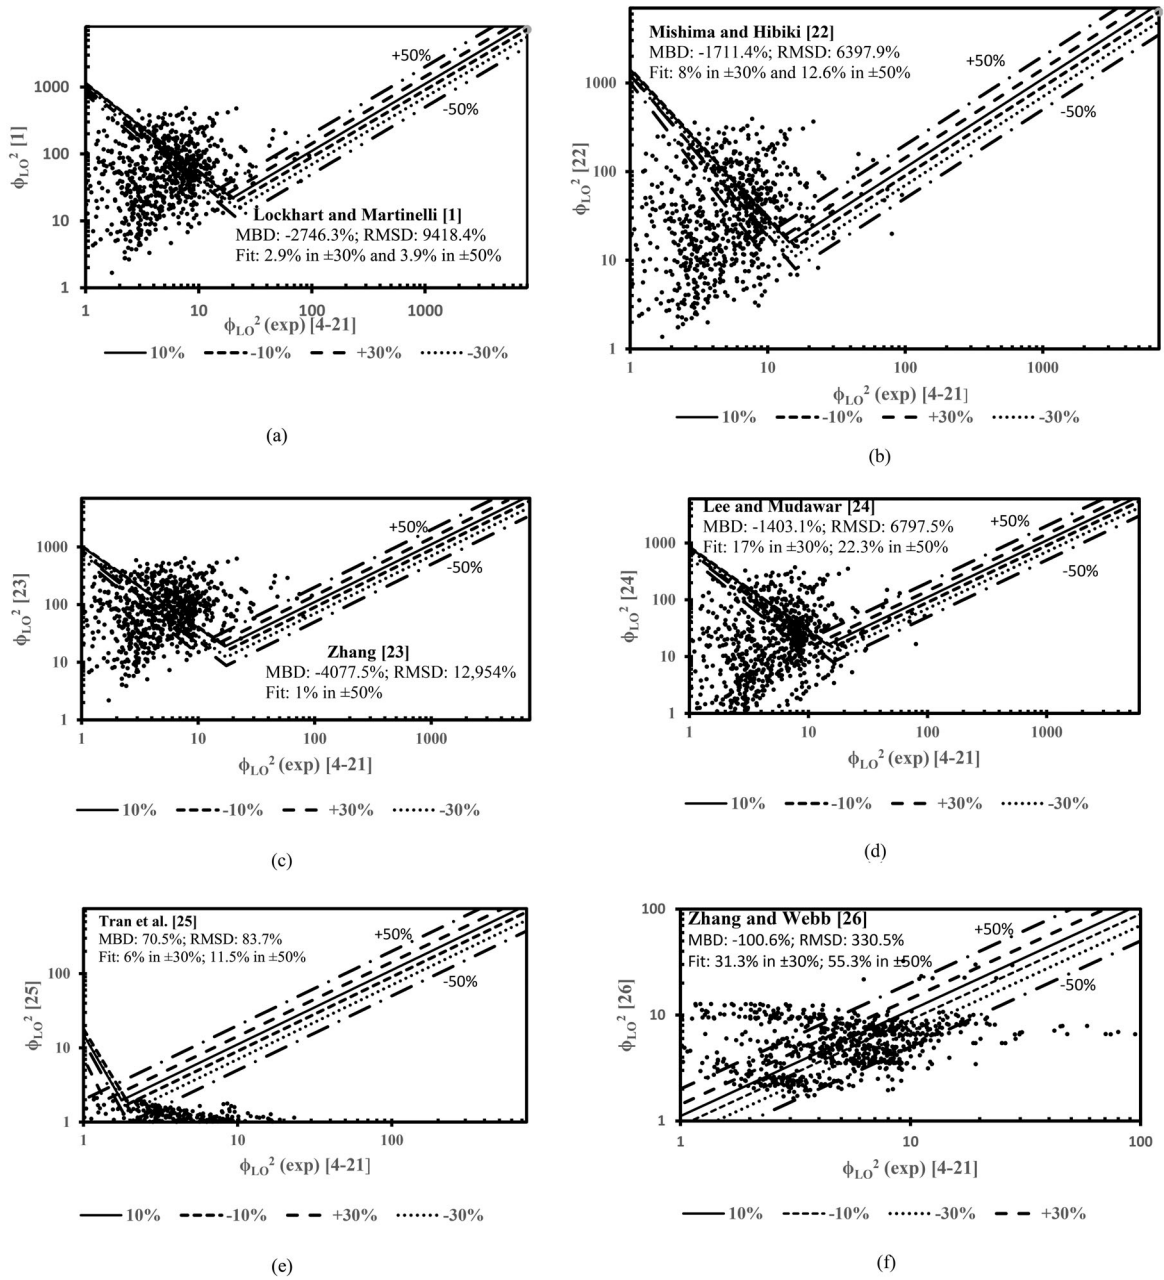 1000
100
10
1
ϕLO² [1]
+50%
-50%
Lockhart and Martinelli [1]
MBD: -2746.3%; RMSD: 9418.4%
Fit: 2.9% in ±30% and 3.9% in ±50%
1 10 100 1000
ϕLO² (exp) [4-21]
10% -10% +30% -30%
(a)
Mishima and Hibiki [22]
MBD: -1711.4%; RMSD: 6397.9%
Fit: 8% in ±30% and 12.6% in ±50%
+50%
-50%
1000
100
10
1
ϕLO² [22]
1 10 100 1000
ϕLO² (exp) [4-21]
10% -10% +30% -30%
(b)
1000
100
10
1
ϕLO² [23]
+50%
-50%
Zhang [23]
MBD: -4077.5%; RMSD: 12,954%
Fit: 1% in ±50%
1 10 100 1000
ϕLO² (exp) [4-21]
10% -10% +30% -30%
(c)
Lee and Mudawar [24]
MBD: -1403.1%; RMSD: 6797.5%
Fit: 17% in ±30%; 22.3% in ±50%
+50%
-50%
1000
100
10
1
ϕLO² [24]
1 10 100 1000
ϕLO² (exp) [4-21]
10% -10% +30% -30%
(d)
Tran et al. [25]
MBD: 70.5%; RMSD: 83.7%
Fit: 6% in ±30%; 11.5% in ±50%
+50%
-50%
100
10
1
ϕLO² [25]
1 10 100
ϕLO² (exp) [4-21]
10% -10% +30% -30%
(e)
Zhang and Webb [26]
MBD: -100.6%; RMSD: 330.5%
Fit: 31.3% in ±30%; 55.3% in ±50%
+50%
-50%
100
10
1
ϕLO² [26]
1 10 100
ϕLO² (exp) [4-21]
10% -10% -30% +30%
(f)